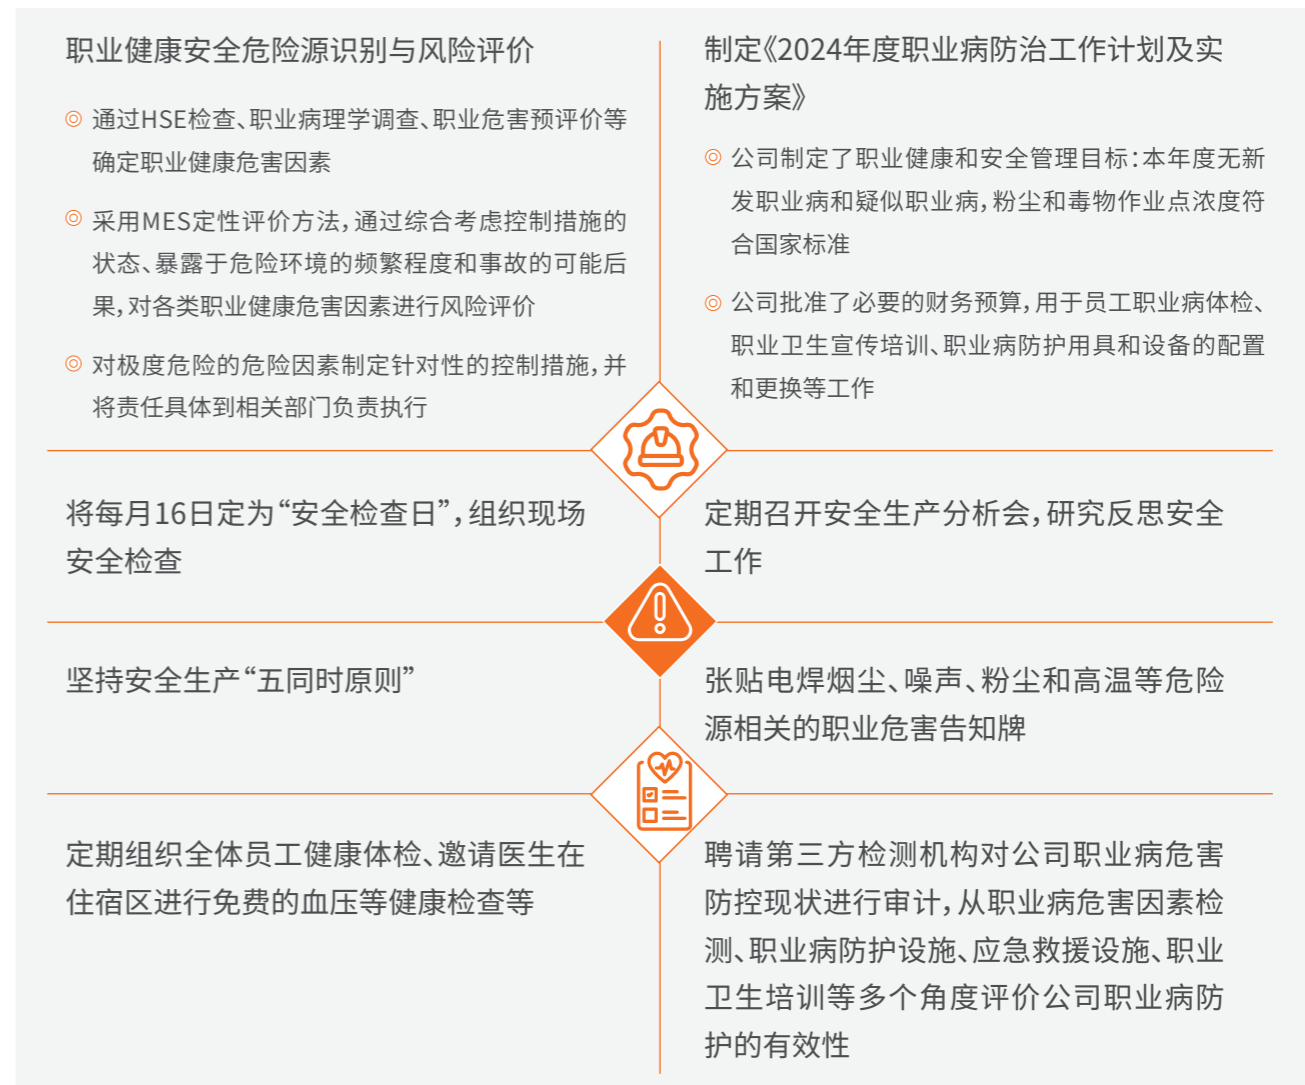 职业健康安全危险源识别与风险评价
通过HSE检查、职业病理学调查、职业危害预评价等
确定职业健康危害因素
采用MES定性评价方法，通过综合考虑控制措施的
状态、暴露于危险环境的频繁程度和事故的可能后
果，对各类职业健康危害因素进行风险评价
对极度危险的危险因素制定针对性的控制措施，并
将责任具体到相关部门负责执行
制定《2024年度职业病防治工作计划及实
施方案》
公司制定了职业健康和安全管理目标：本年度无新
发职业病和疑似职业病，粉尘和毒物作业点浓度符
合国家标准
公司批准了必要的财务预算，用于员工职业病体检、
职业卫生宣传培训、职业病防护用具和设备的配置
和更换等工作
将每月16日定为“安全检查日”，组织现场
安全检查
定期召开安全生产分析会，研究反思安全
工作
坚持安全生产“五同时原则”
张贴电焊烟尘、噪声、粉尘和高温等危险
源相关的职业危害告知牌
定期组织全体员工健康体检、邀请医生在
住宿区进行免费的血压等健康检查等
聘请第三方检测机构对公司职业病危害
防控现状进行审计，从职业病危害因素检
测、职业病防护设施、应急救援设施、职业
卫生培训等多个角度评价公司职业病防
护的有效性